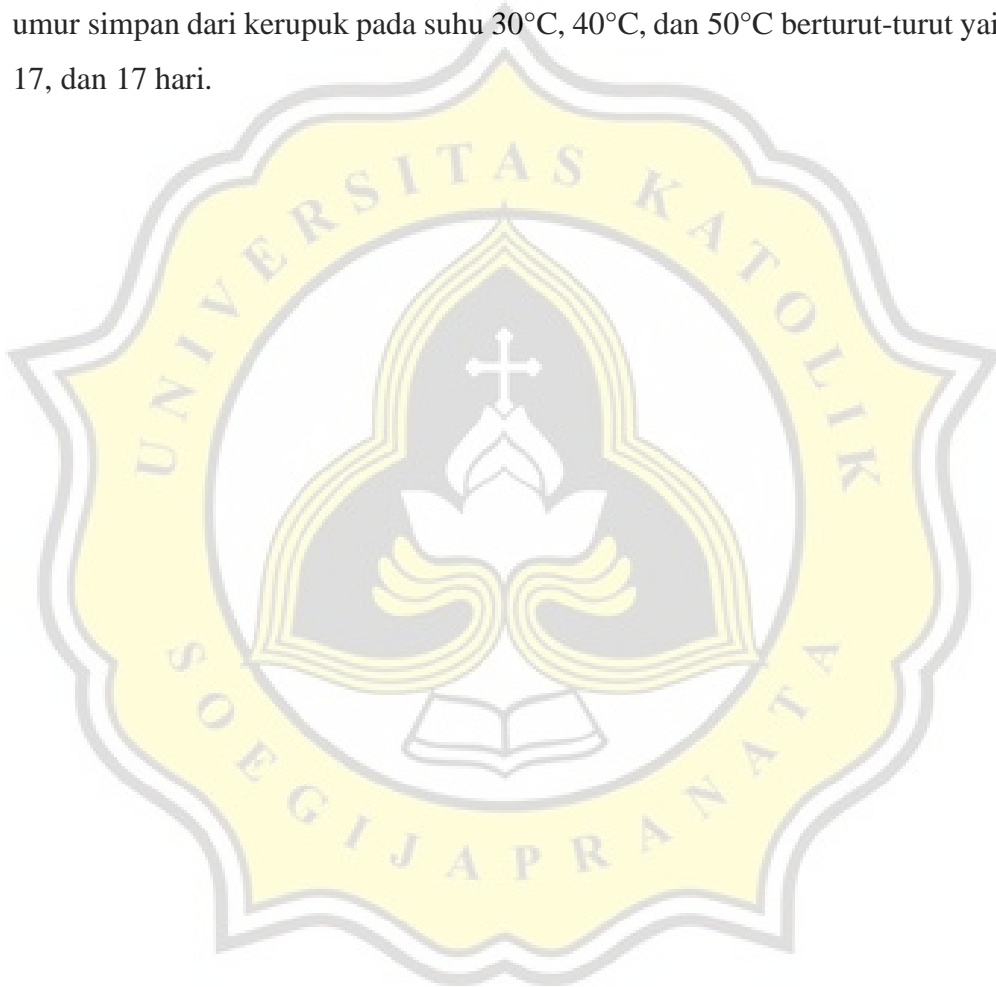 umur simpan dari kerupuk pada suhu 30°C, 40°C, dan 50°C berturut-turut
17, dan 17 hari.
UNIVERSITAS KATOLIK
SOEGIJAPRANATA